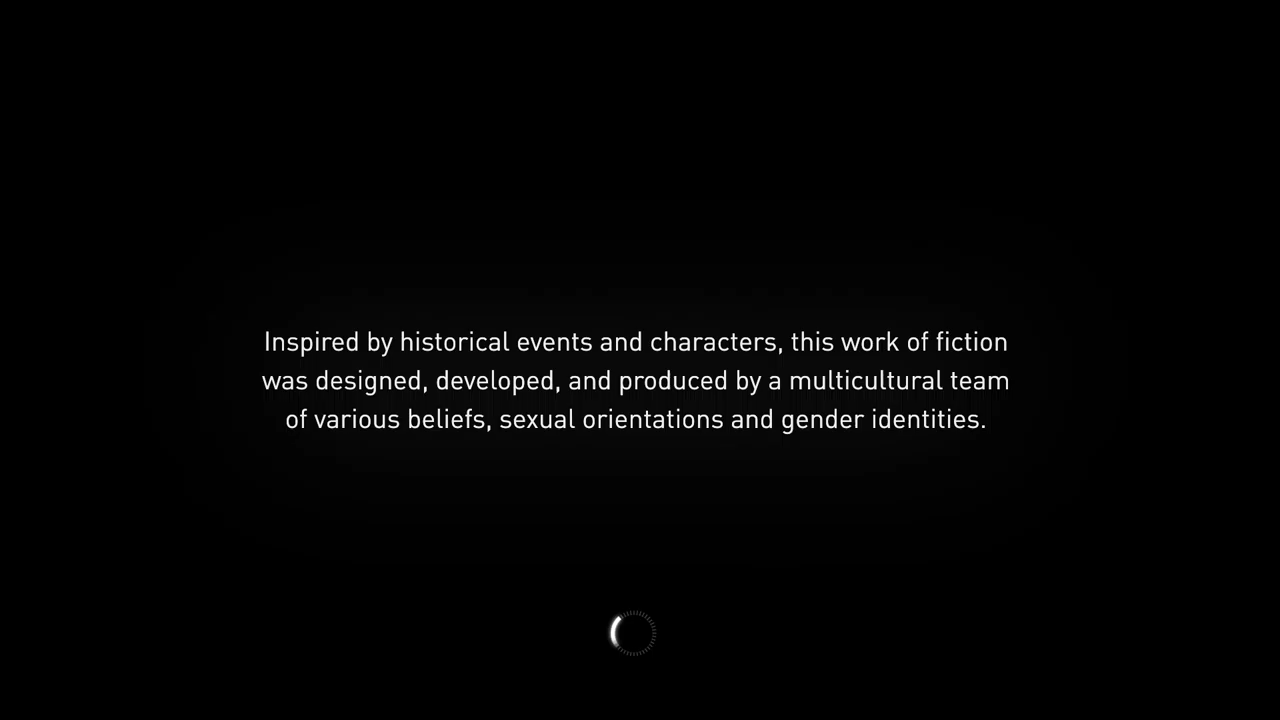 Inspired by historical events and characters, this work of fiction
was designed, developed, and produced by a multicultural team
of various beliefs, sexual orientations and gender identities.